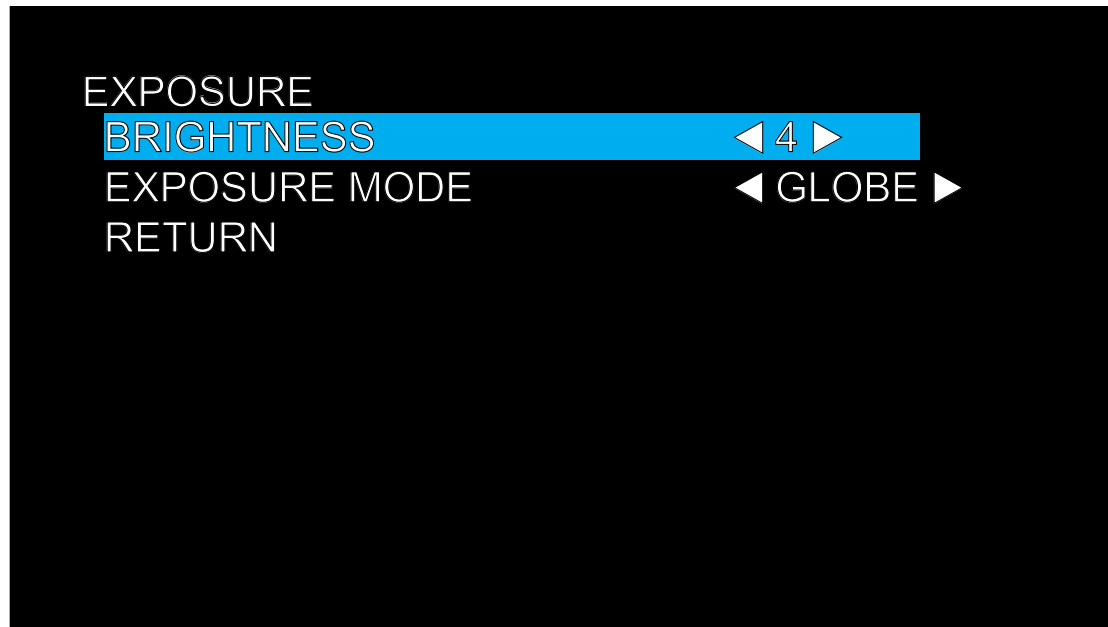 EXPOSURE
BRIGHTNESS ◀ 4 ▶
EXPOSURE MODE ◀ GLOBE ▶
RETURN